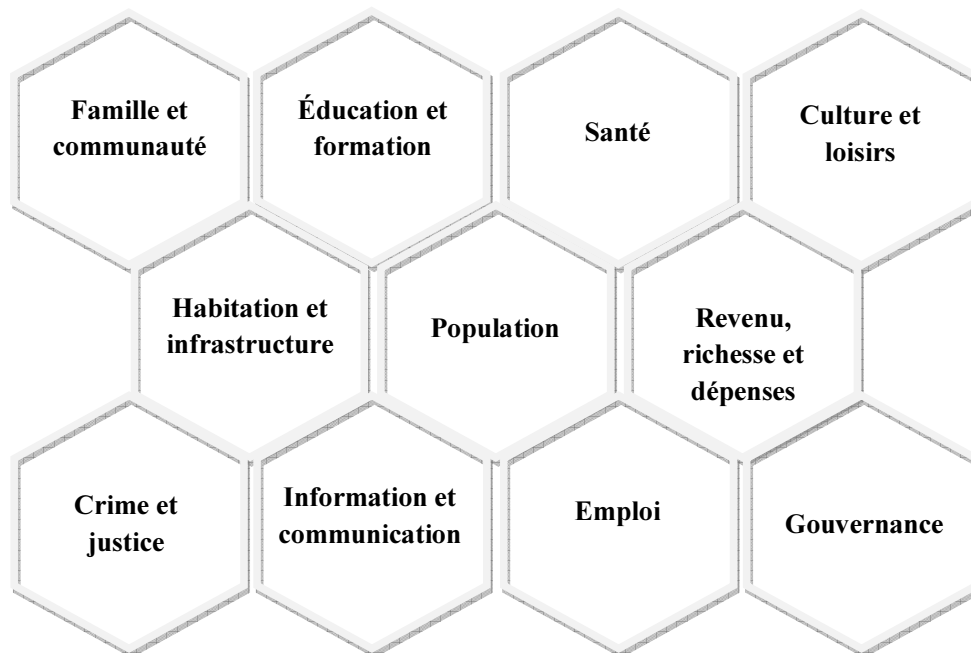 Famille et
communauté
Éducation et
formation
Santé
Culture et
loisirs
Habitation et
infrastructure
Population
Revenu,
richesse et
dépenses
Crime et
justice
Information et
communication
Emploi
Gouvernance